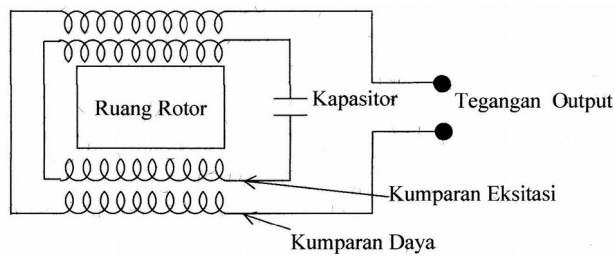 Ruang Rotor
Kapasitor
Tegangan Output
Kumparan Eksitasi
Kumparan Daya